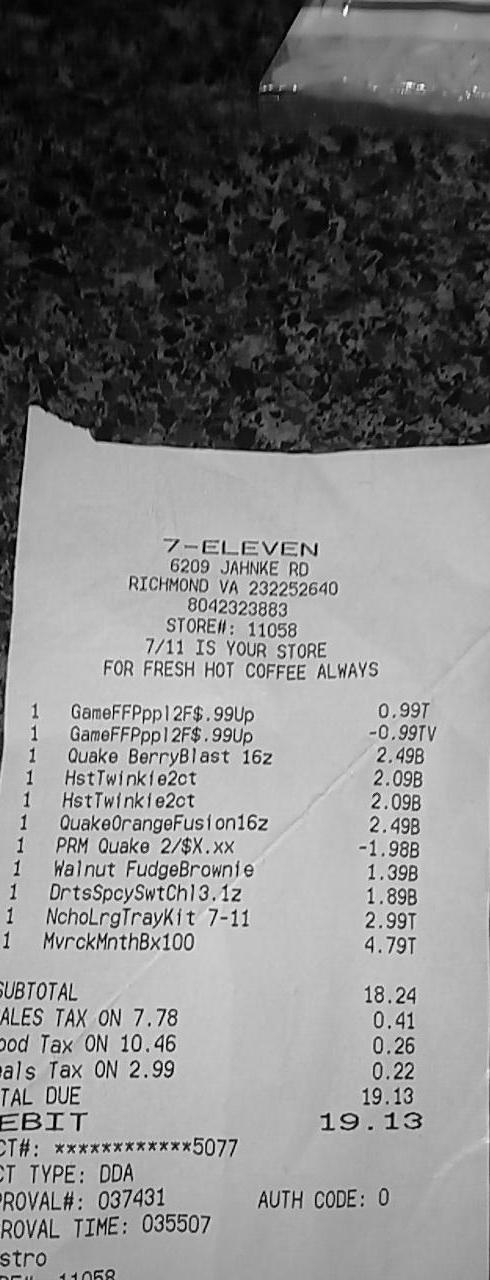 7-ELEVEN
6209 JAHNKE RD
RICHMOND VA 232252640
8042323883
STORE#: 11058
7/11 IS YOUR STORE
FOR FRESH HOT COFFEE ALWAYS
1 GameFFPppl2F$.99Up 0.99T
1 GameFFPppl2F$.99Up -0.99TV
1 Quake BerryBlast 16z 2.49B
1 HstTwinkie2ct 2.09B
1 HstTwinkie2ct 2.09B
1 QuakeOrangeFusion16z 2.49B
1 PRM Quake 2/$X.xx -1.98B
1 Walnut FudgeBrownie 1.39B
1 DrtsSpcySwtChl3.1z 1.89B
1 NchoLrgTrayKit 7-11 2.99T
1 MvrckMnthBx100 4.79T
SUBTOTAL 18.24
ALES TAX ON 7.78 0.41
ood Tax ON 10.46 0.26
eals Tax ON 2.99 0.22
TAL DUE 19.13
EBIT 19.13
CT#: ************5077
CT TYPE: DDA
PROVAL#: 037431 AUTH CODE: 0
ROVAL TIME: 035507
stro
11058